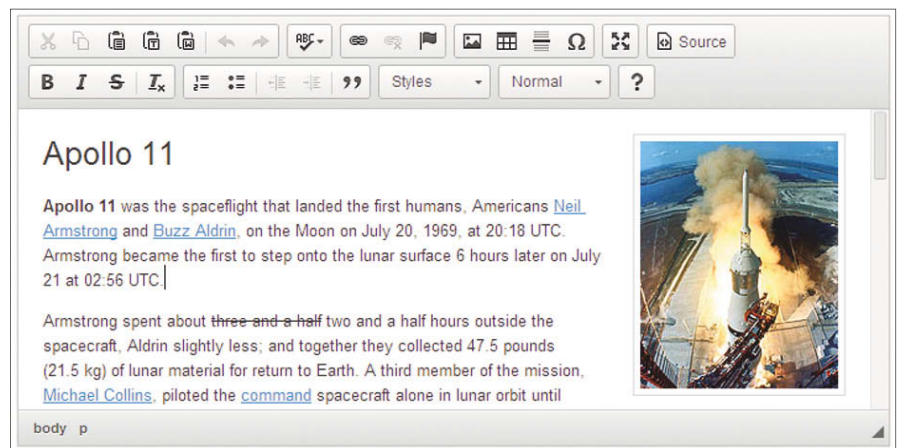 ABC
Source
B I S Ix
Styles Normal ?
Apollo 11
Apollo 11 was the spaceflight that landed the first humans, Americans Neil
Armstrong and Buzz Aldrin, on the Moon on July 20, 1969, at 20:18 UTC.
Armstrong became the first to step onto the lunar surface 6 hours later on July
21 at 02:56 UTC.
Armstrong spent about three and a half two and a half hours outside the
spacecraft, Aldrin slightly less; and together they collected 47.5 pounds
(21.5 kg) of lunar material for return to Earth. A third member of the mission,
Michael Collins, piloted the command spacecraft alone in lunar orbit until
body p